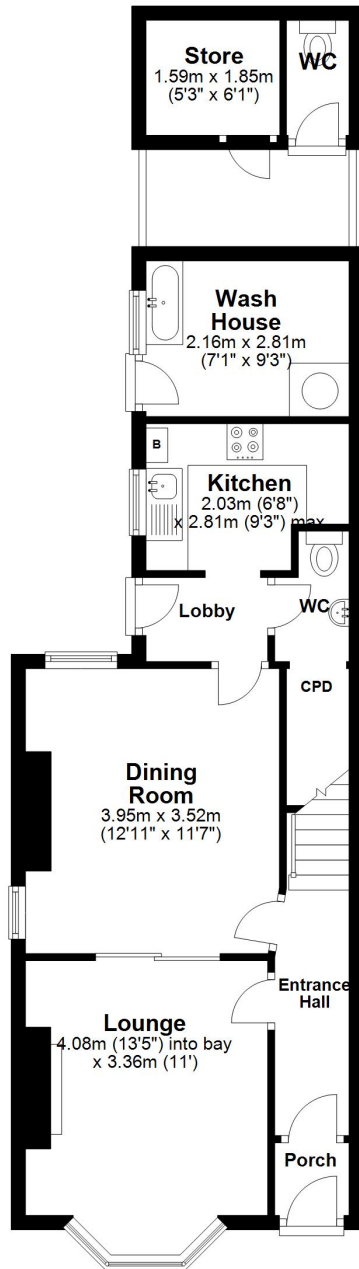 Store
1.59m x 1.85m
(5'3" x 6'1")
WC
Wash
House
2.16m x 2.81m
(7'1" x 9'3")
B
Kitchen
2.03m (6'8")
x 2.81m (9'3") max
Lobby
WC
CPD
Dining
Room
3.95m x 3.52m
(12'11" x 11'7")
Entrance
Hall
Lounge
4.08m (13'5") into bay
x 3.36m (11')
Porch